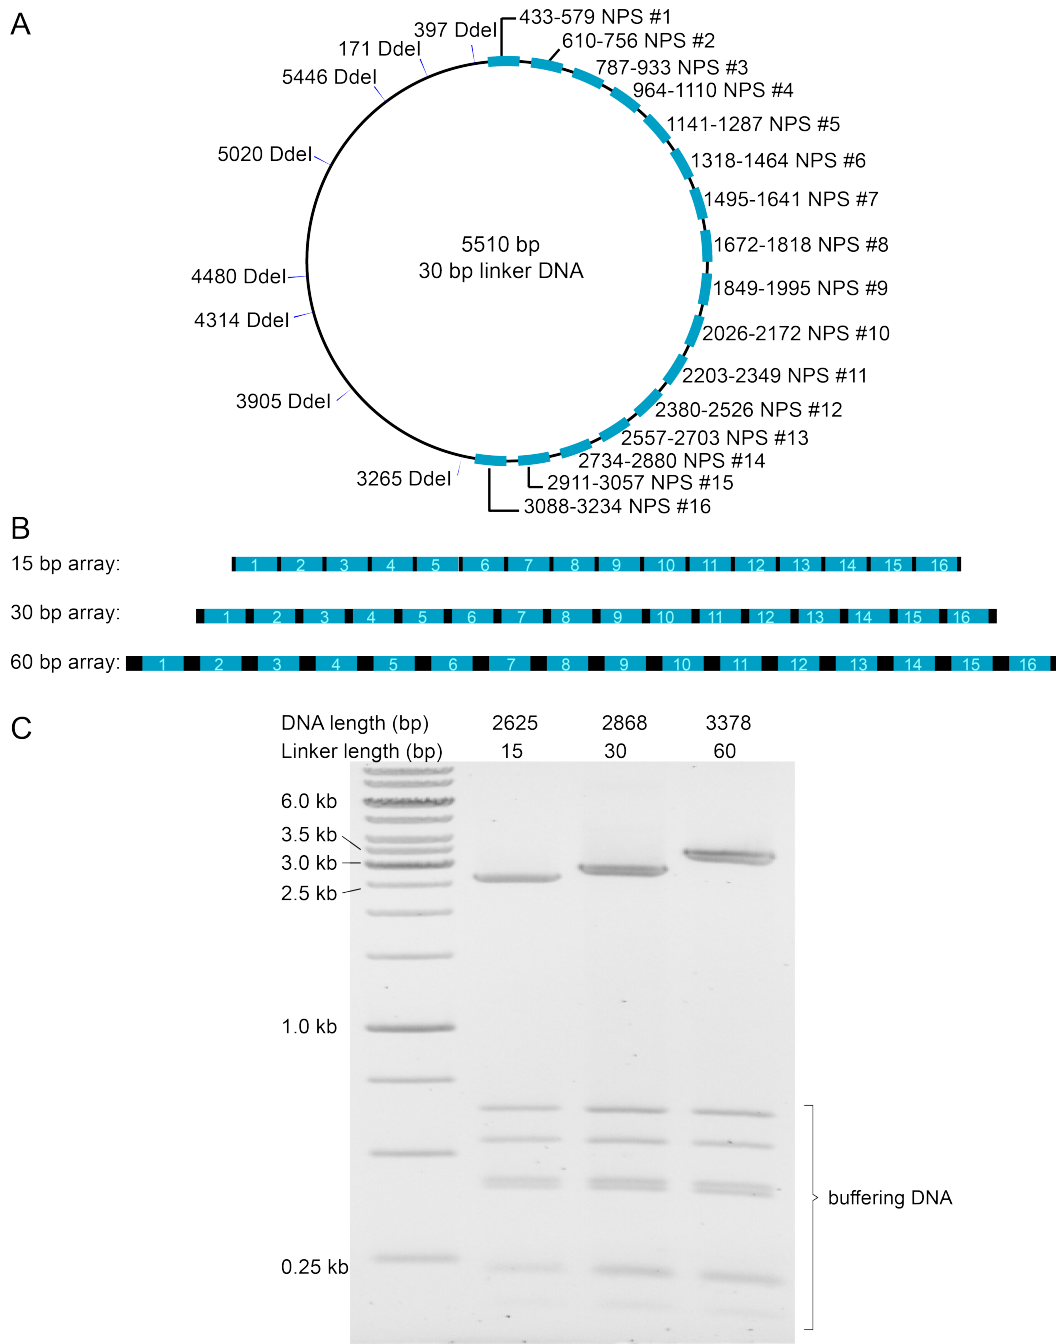 A
433-579 NPS #1
397 DdeI
610-756 NPS #2
171 DdeI
787-933 NPS #3
5446 DdeI
964-1110 NPS #4
1141-1287 NPS #5
5020 DdeI
1318-1464 NPS #6
1495-1641 NPS #7
5510 bp
30 bp linker DNA
1672-1818 NPS #8
4480 DdeI
1849-1995 NPS #9
4314 DdeI
2026-2172 NPS #10
2203-2349 NPS #11
3905 DdeI
2380-2526 NPS #12
2557-2703 NPS #13
2734-2880 NPS #14
3265 DdeI
2911-3057 NPS #15
3088-3234 NPS #16
B
15 bp array: 1 2 3 4 5 6 7 8 9 10 11 12 13 14 15 16
30 bp array: 1 2 3 4 5 6 7 8 9 10 11 12 13 14 15 16
60 bp array: 1 2 3 4 5 6 7 8 9 10 11 12 13 14 15 16
C
DNA length (bp) 2625 2868 3378
Linker length (bp) 15 30 60
6.0 kb
3.5 kb
3.0 kb
2.5 kb
1.0 kb
buffering DNA
0.25 kb